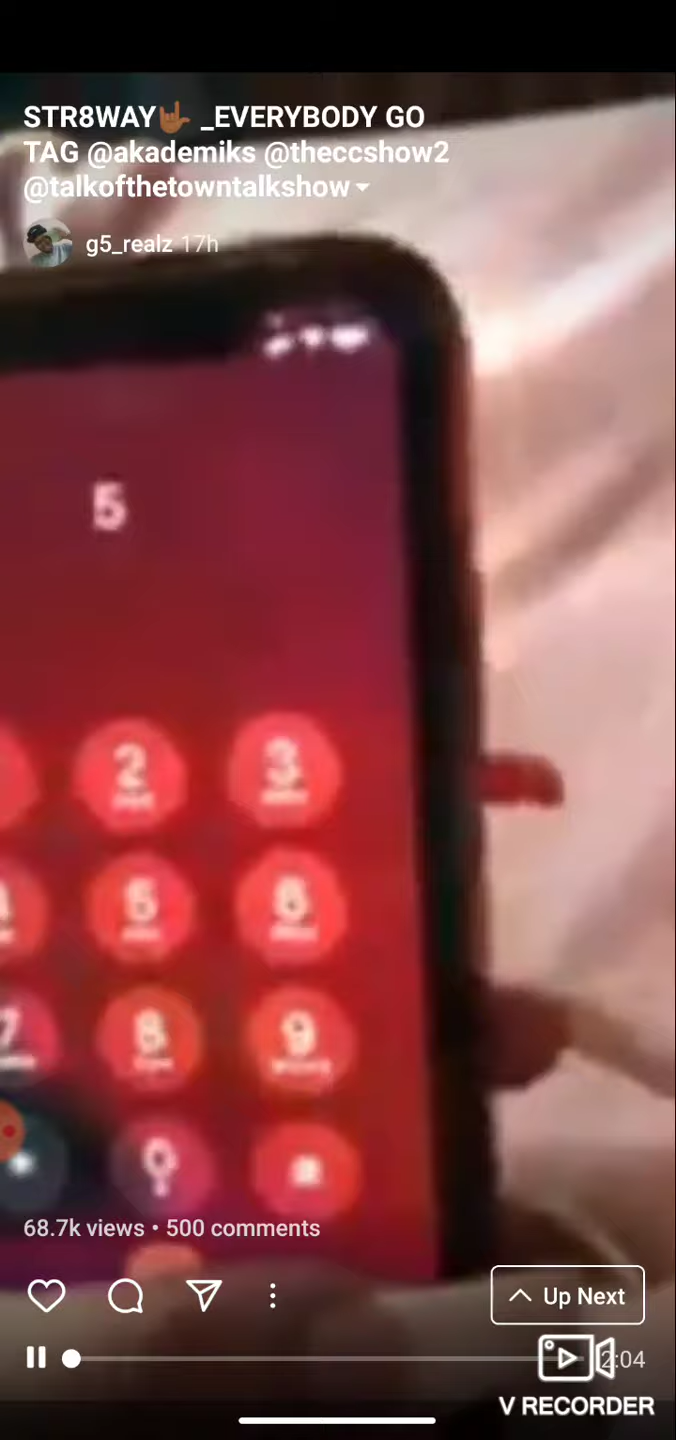 STR8WAY🤟🏾 _EVERYBODY GO
TAG @akademiks @theccshow2
@talkofthetowntalkshow
g5_realz 17h
5
2 3
5 6
7 8 9
0
68.7k views • 500 comments
Up Next
2:04
V RECORDER